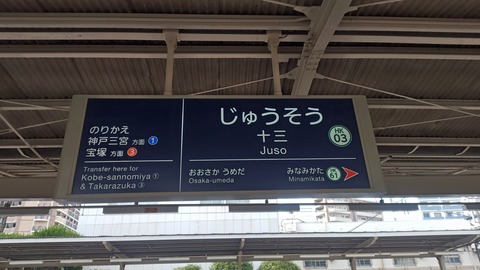 のりかえ
神戸三宮 方面 1
宝塚 方面 3
Transfer here for
Kobe-sannomiya ①
& Takarazuka ③
じゅうそう
十三
Juso
HK
03
おおさか うめだ
Osaka-umeda
みなみかた
Minamikata
61